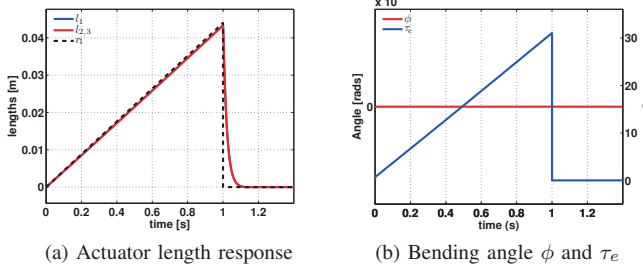 l₁
l₂,₃
r₁
0.04
0.03
0.02
0.01
0
lengths [m]
0 0.2 0.4 0.6 0.8 1 1.2
time [s]
(a) Actuator length response
x 10
ϕ
τₑ
0
Angle [rads]
30
20
10
0
0 0.2 0.4 0.6 0.8 1 1.2
time (s)
(b) Bending angle ϕ and τₑ